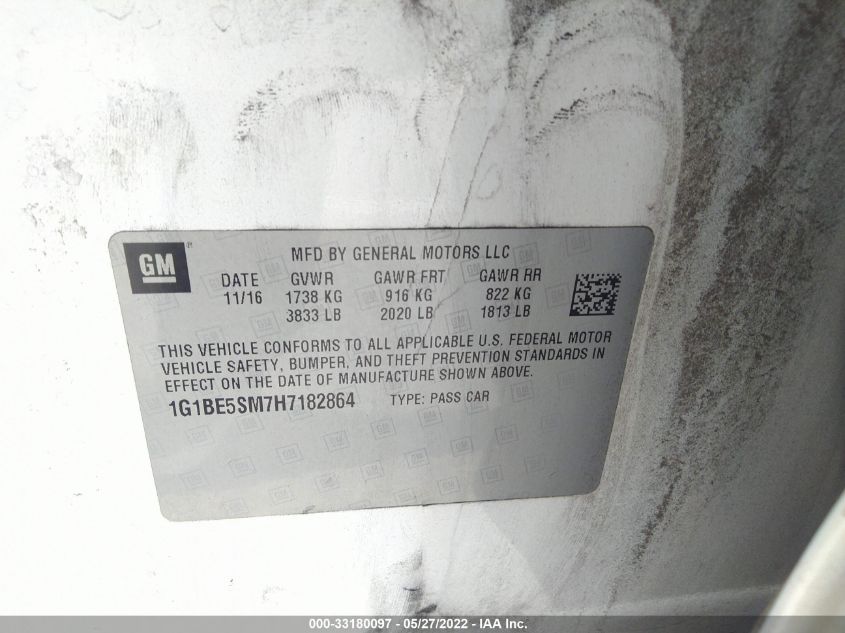 GM ®
MFD BY GENERAL MOTORS LLC
DATE GVWR GAWR FRT GAWR RR
11/16 1738 KG 916 KG 822 KG
3833 LB 2020 LB 1813 LB
THIS VEHICLE CONFORMS TO ALL APPLICABLE U.S. FEDERAL MOTOR
VEHICLE SAFETY, BUMPER, AND THEFT PREVENTION STANDARDS IN
EFFECT ON THE DATE OF MANUFACTURE SHOWN ABOVE.
1G1BE5SM7H7182864 TYPE: PASS CAR
000-33180097 - 05/27/2022 - IAA Inc.